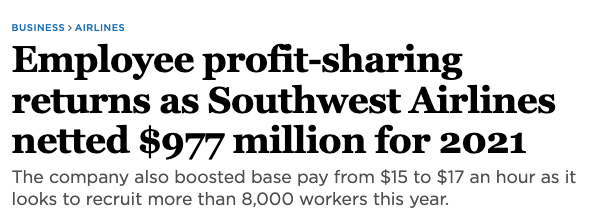 BUSINESS > AIRLINES
Employee profit-sharing
returns as Southwest Airlines
netted $977 million for 2021
The company also boosted base pay from $15 to $17 an hour as it
looks to recruit more than 8,000 workers this year.